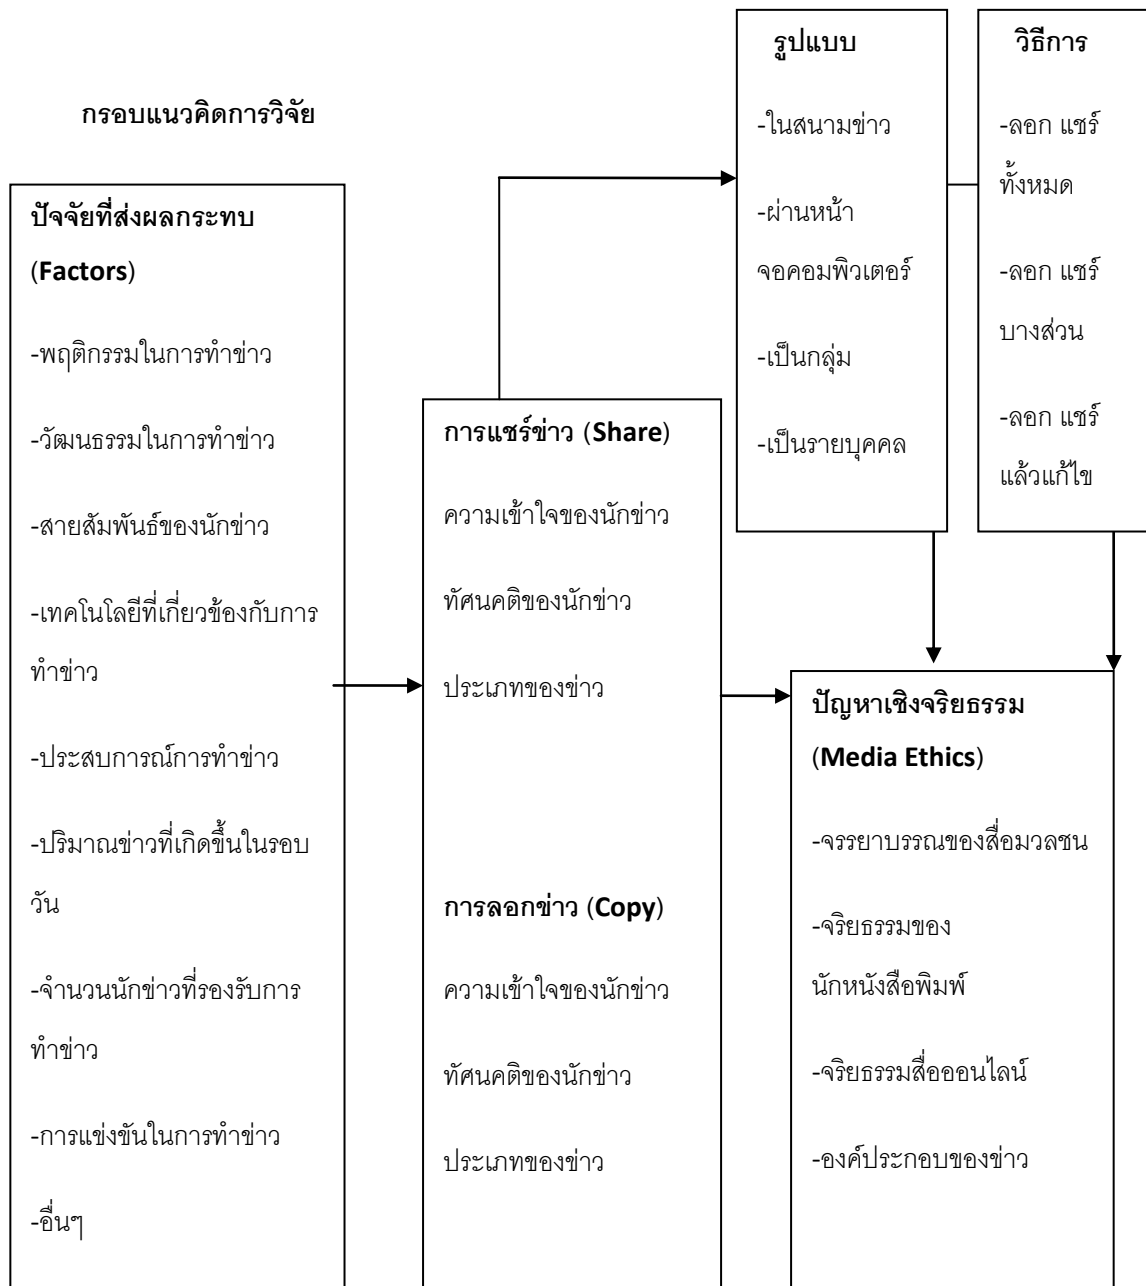 กรอบแนวคิดการวิจัย
ปัจจัยที่ส่งผลกระทบ
(Factors)
-พฤติกรรมในการทำข่าว
-วัฒนธรรมในการทำข่าว
-สายสัมพันธ์ของนักข่าว
-เทคโนโลยีที่เกี่ยวข้องกับการ
ทำข่าว
-ประสบการณ์การทำข่าว
-ปริมาณข่าวที่เกิดขึ้นในรอบ
วัน
-จำนวนนักข่าวที่รองรับการ
ทำข่าว
-การแข่งขันในการทำข่าว
-อื่นๆ
การแชร์ข่าว (Share)
ความเข้าใจของนักข่าว
ทัศนคติของนักข่าว
ประเภทของข่าว
การลอกข่าว (Copy)
ความเข้าใจของนักข่าว
ทัศนคติของนักข่าว
ประเภทของข่าว
รูปแบบ
-ในสนามข่าว
-ผ่านหน้า
จอคอมพิวเตอร์
-เป็นกลุ่ม
-เป็นรายบุคคล
วิธีการ
-ลอก แชร์
ทั้งหมด
-ลอก แชร์
บางส่วน
-ลอก แชร์
แล้วแก้ไข
ปัญหาเชิงจริยธรรม
(Media Ethics)
-จรรยาบรรณของสื่อมวลชน
-จริยธรรมของ
นักหนังสือพิมพ์
-จริยธรรมสื่อออนไลน์
-องค์ประกอบของข่าว